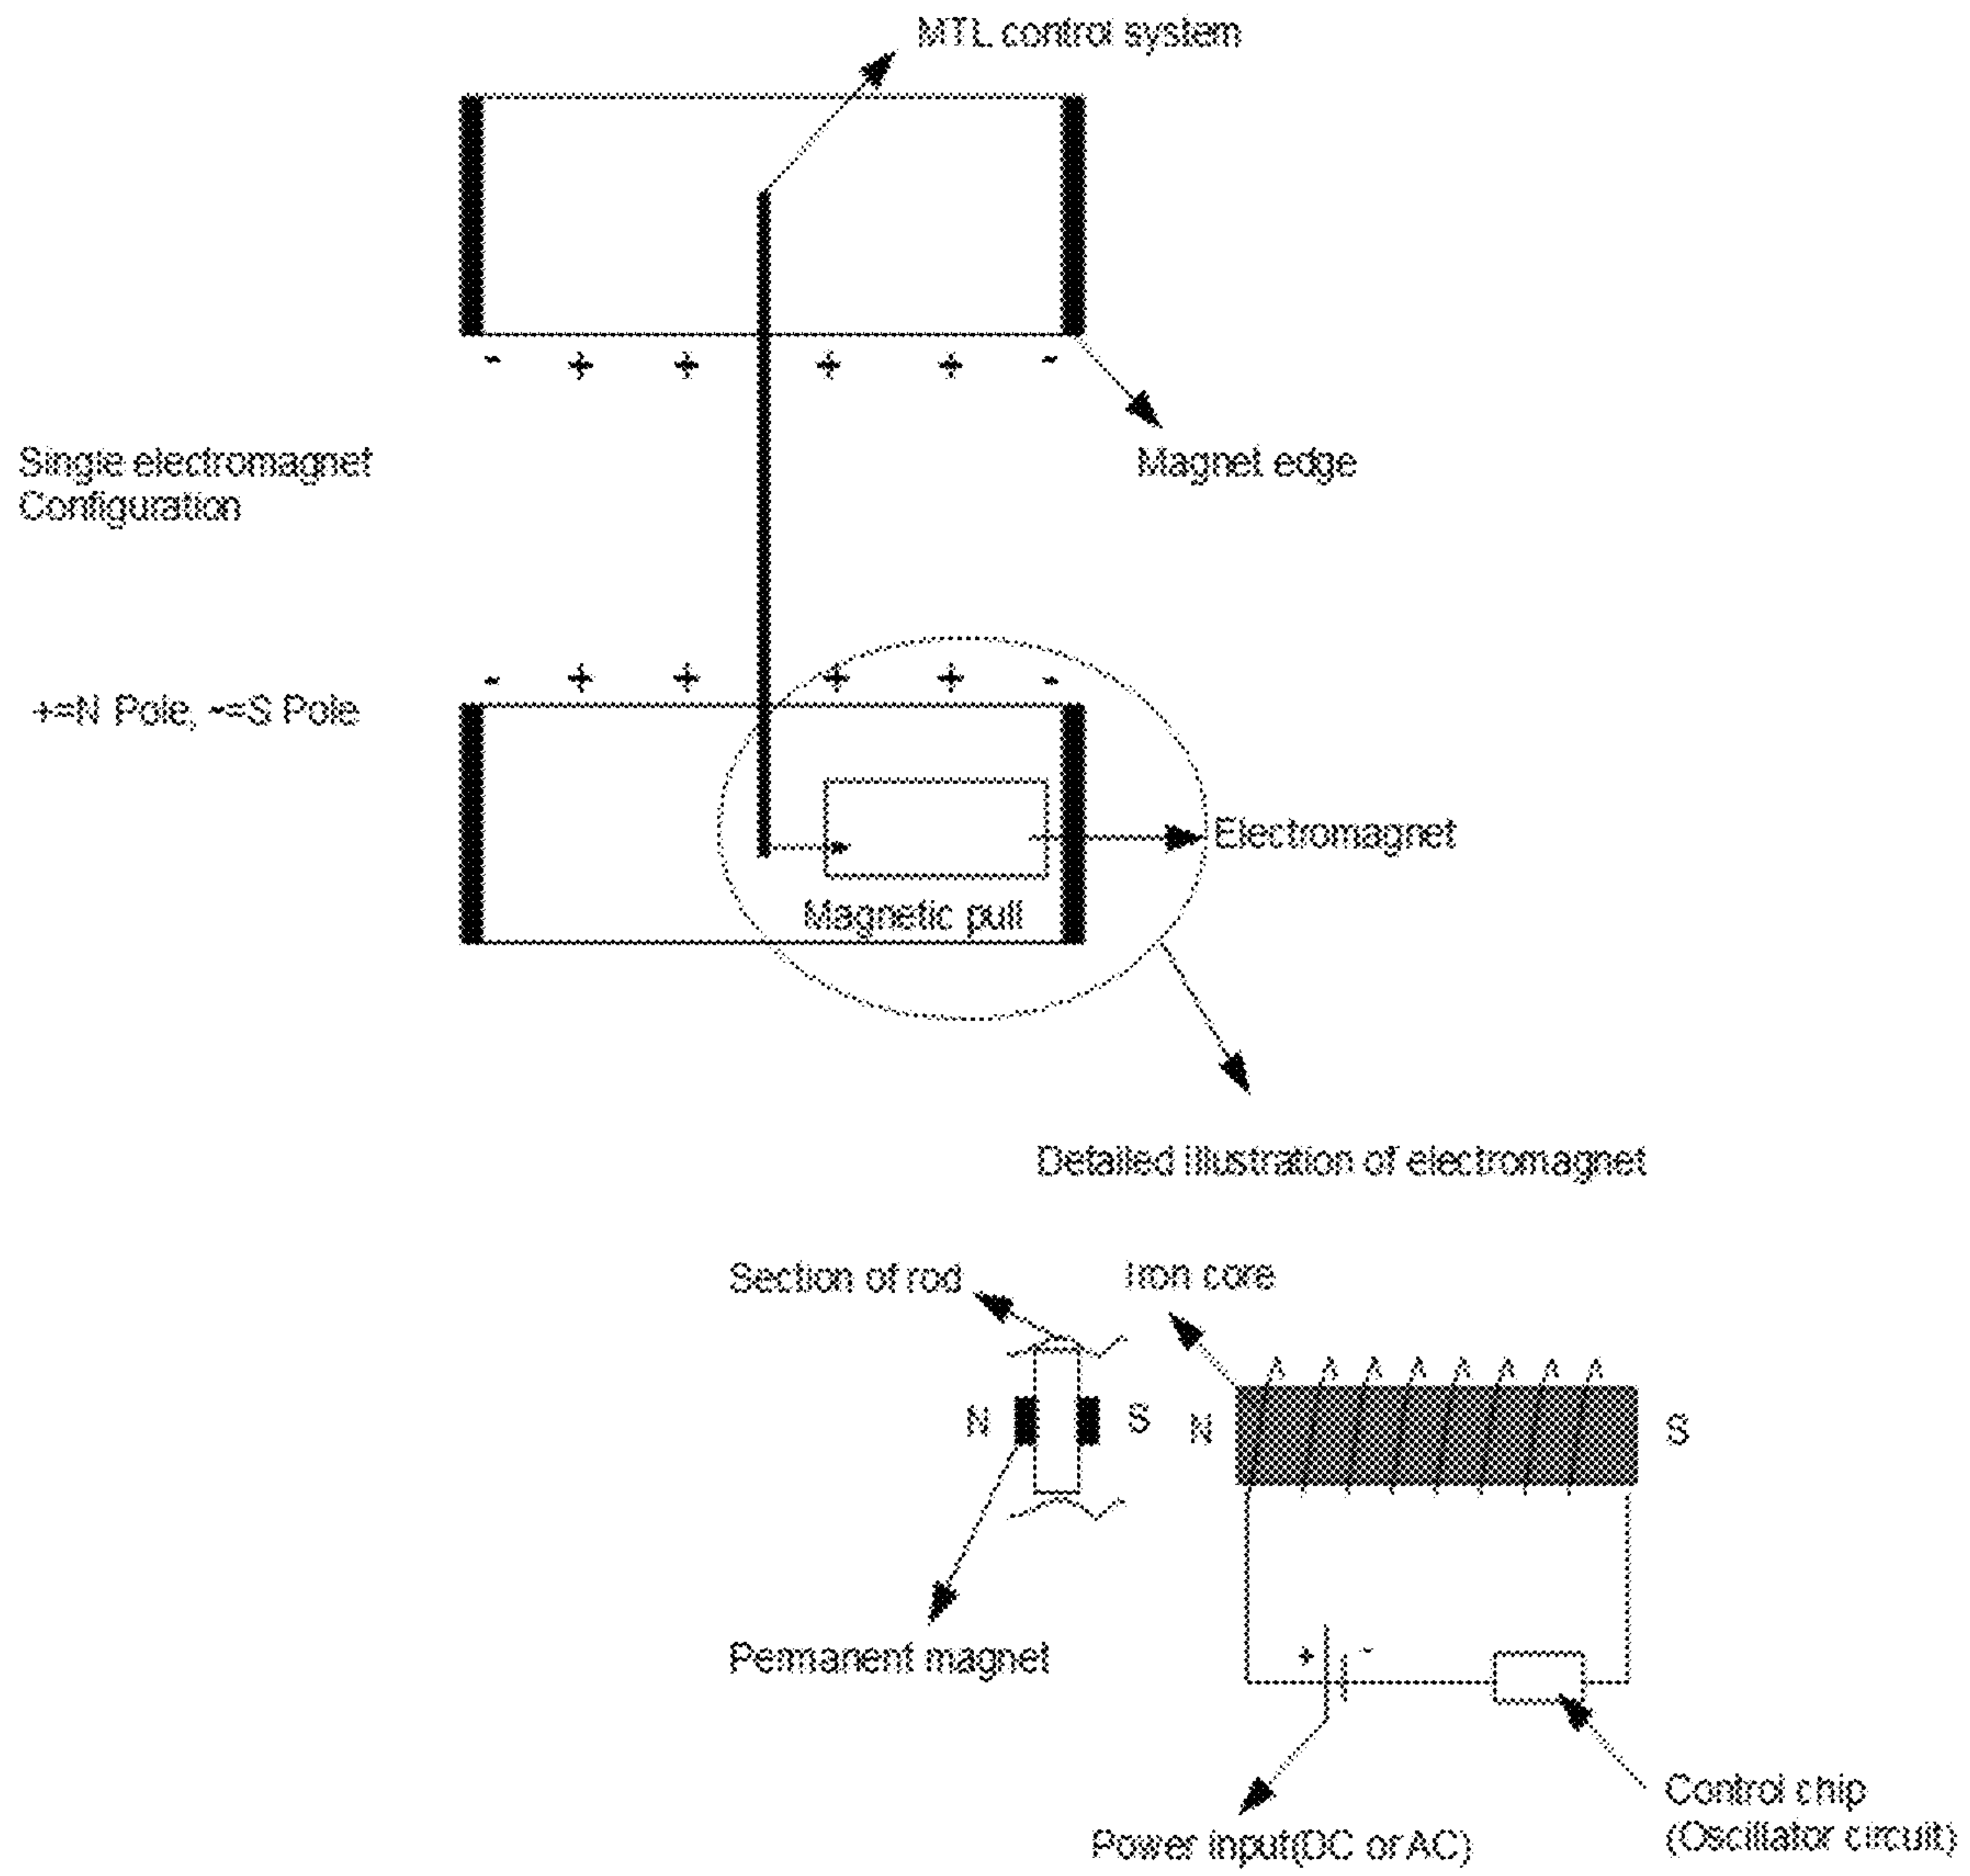 MTL control system
- + + + + -
Magnet edge
Single electromagnet
Configuration
- + + + + -
+=N Pole, -=S Pole
Electromagnet
Magnetic pull
Detailed illustration of electromagnet
Section of rod
Iron core
N S N S
+ -
Permanent magnet
Control chip
(Oscillator circuit)
Power input(DC or AC)